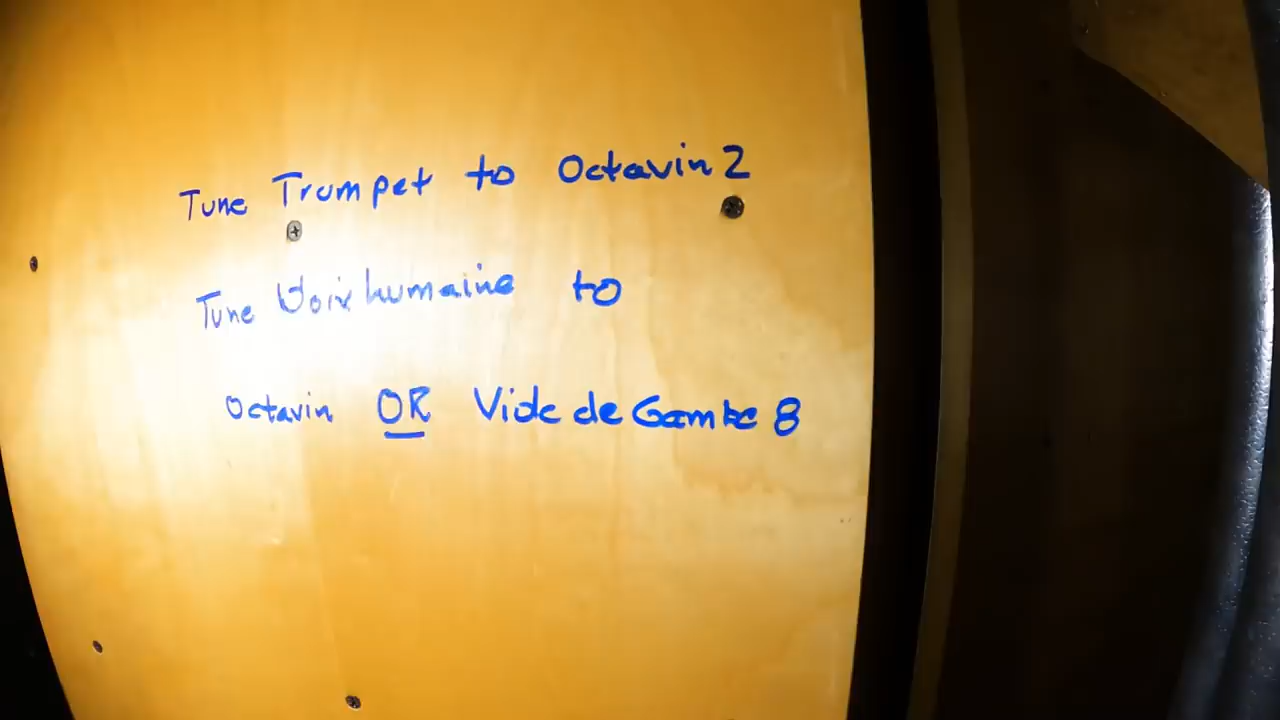 Tune Trumpet to Octavin 2
Tune Voix humaine to
Octavin OR Viole de Gambe 8